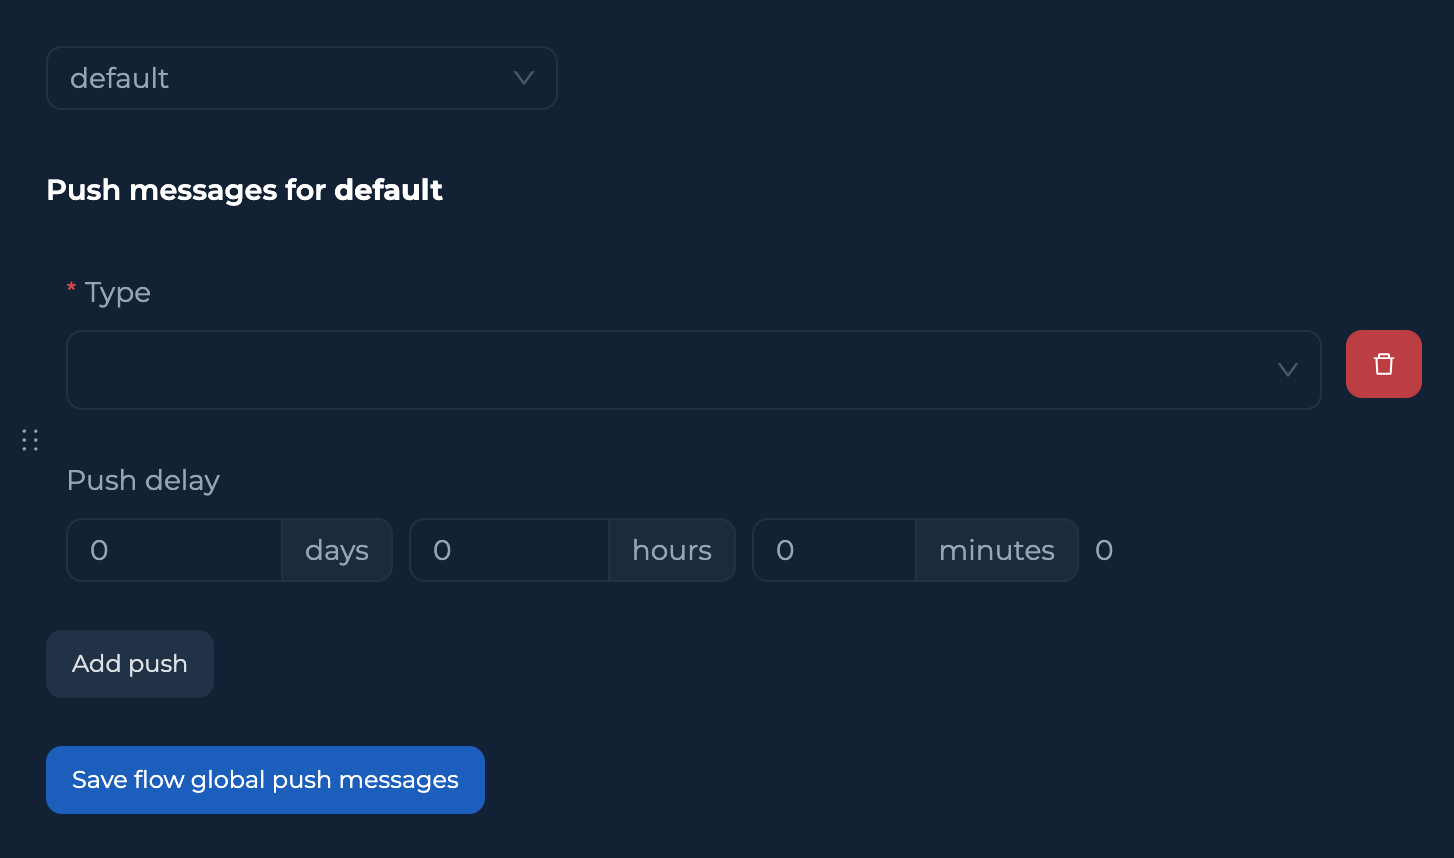 default
Push messages for default
* Type
Push delay
0 days 0 hours 0 minutes 0
Add push
Save flow global push messages